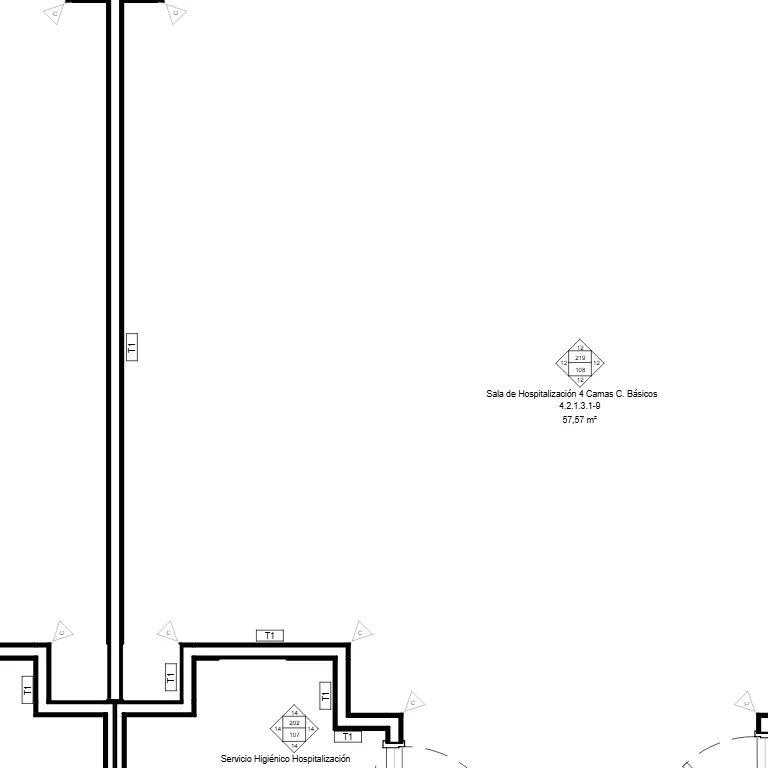 C
C
T1
12
219
12
12
108
12
Sala de Hospitalización 4 Camas C. Básicos
4.2.1.3.1-9
57,57 m²
C
C
T1
C
T1
T1
T1
C
C
14
202
14
14
107
14
T1
Servicio Higiénico Hospitalización